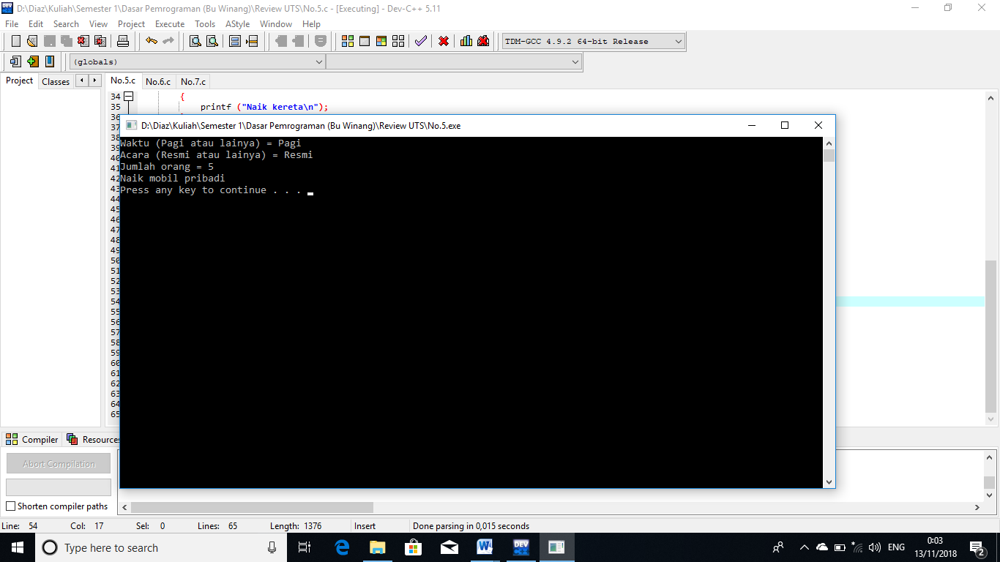 D:\Diaz\Kuliah\Semester 1\Dasar Pemrograman (Bu Winang)\Review UTS\No.5.c - [Executing] - Dev-C++ 5.11
File Edit Search View Project Execute Tools AStyle Window Help
TDM-GCC 4.9.2 64-bit Release
(globals)
Project Classes No.5.c No.6.c No.7.c
34 {
35 printf ("Naik kereta\n");
36
D:\Diaz\Kuliah\Semester 1\Dasar Pemrograman (Bu Winang)\Review UTS\No.5.exe
37
38
39
40
41
42
43
44
45
46
47
48
49
50
51
52
53
54
55
56
57
58
59
60
61
62
63
64
65
Waktu (Pagi atau lainya) = Pagi
Acara (Resmi atau lainya) = Resmi
Jumlah orang = 5
Naik mobil pribadi
Press any key to continue . . .
Compiler Resources
Abort Compilation
Shorten compiler paths
Line: 54 Col: 17 Sel: 0 Lines: 65 Length: 1376 Insert Done parsing in 0,015 seconds
Type here to search
DEV
ENG
0:03
13/11/2018
2